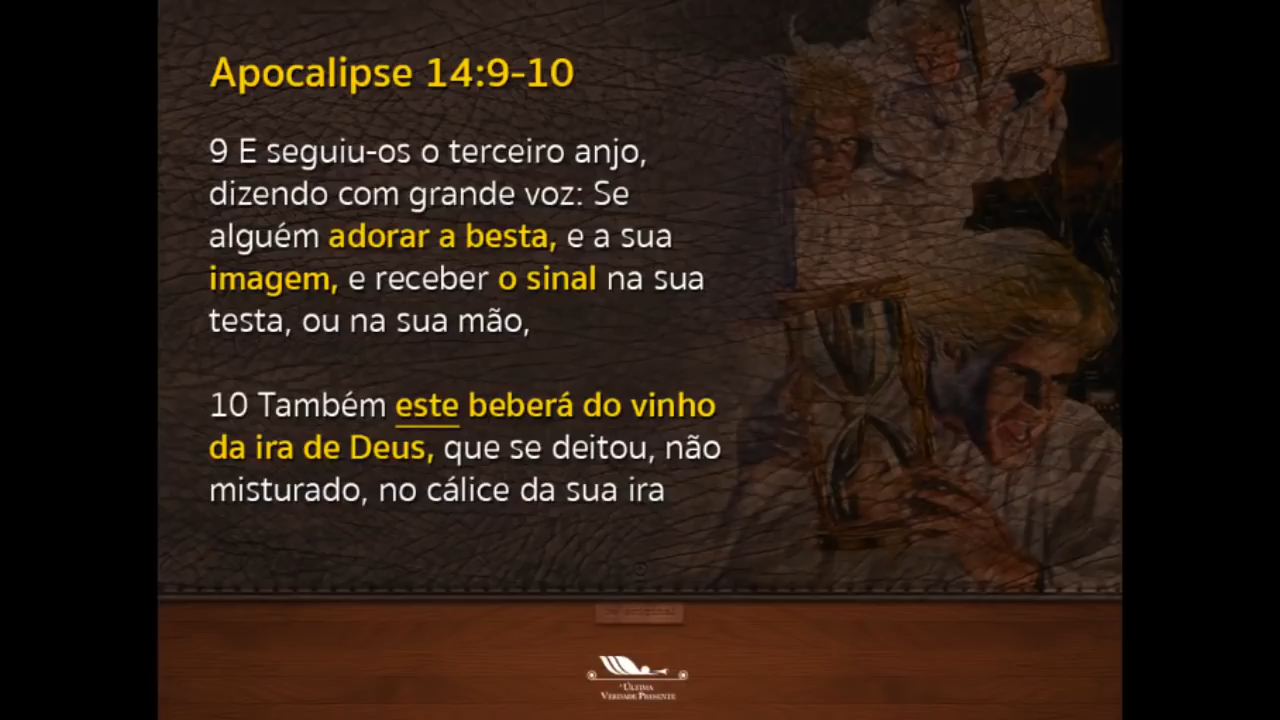 Apocalipse 14:9-10
9 E seguiu-os o terceiro anjo,
dizendo com grande voz: Se
alguém adorar a besta, e a sua
imagem, e receber o sinal na sua
testa, ou na sua mão,
10 Também este beberá do vinho
da ira de Deus, que se deitou, não
misturado, no cálice da sua ira
Última
Verdade Presente